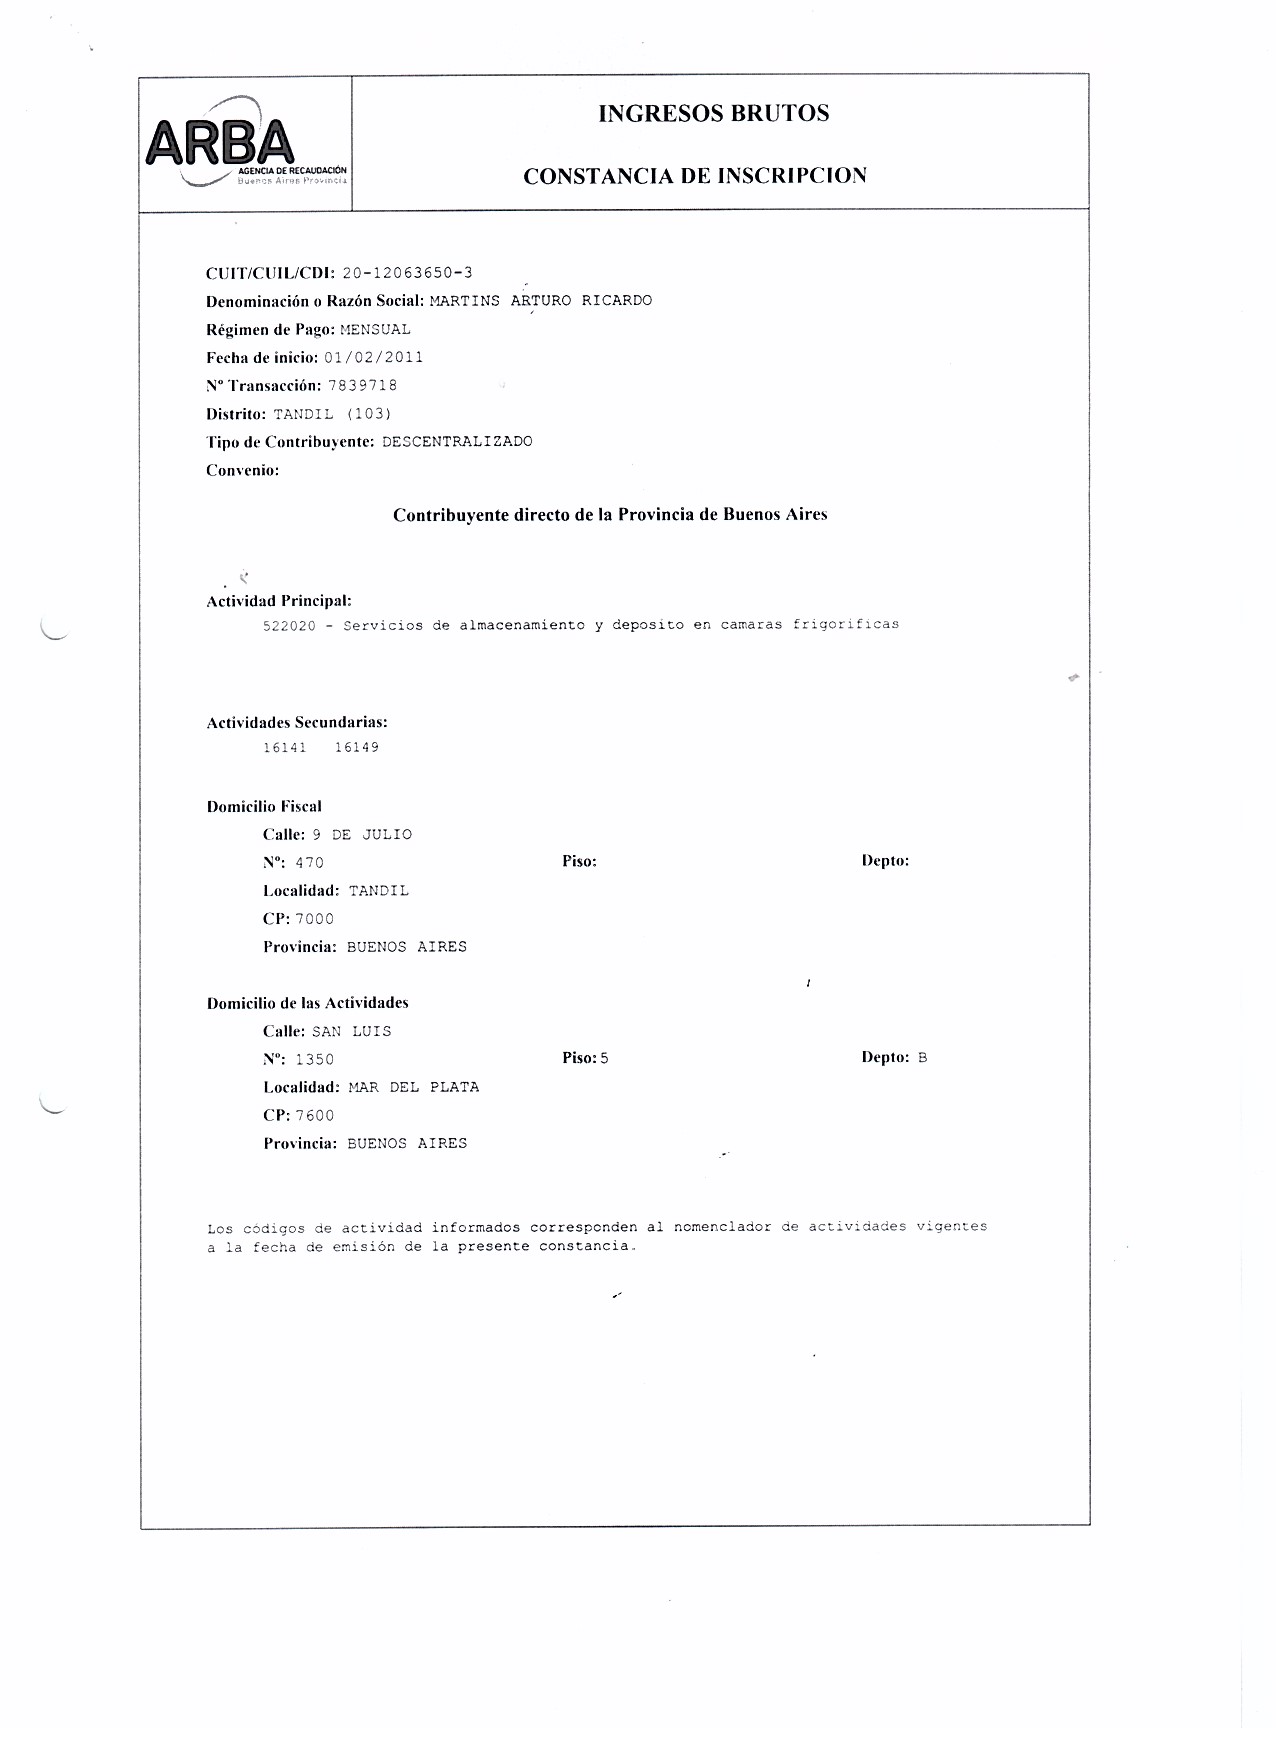 ARBA
AGENCIA DE RECAUDACIÓN
Buenos Aires Provincia
INGRESOS BRUTOS
CONSTANCIA DE INSCRIPCION
CUIT/CUIL/CDI: 20-12063650-3
Denominación o Razón Social: MARTINS ARTURO RICARDO
Régimen de Pago: MENSUAL
Fecha de inicio: 01/02/2011
Nº Transacción: 7839718
Distrito: TANDIL (103)
Tipo de Contribuyente: DESCENTRALIZADO
Convenio:
Contribuyente directo de la Provincia de Buenos Aires
Actividad Principal:
522020 - Servicios de almacenamiento y deposito en camaras frigorificas
Actividades Secundarias:
16141 16149
Domicilio Fiscal
Calle: 9 DE JULIO
Nº: 470 Piso: Depto:
Localidad: TANDIL
CP: 7000
Provincia: BUENOS AIRES
Domicilio de las Actividades
Calle: SAN LUIS
Nº: 1350 Piso: 5 Depto: B
Localidad: MAR DEL PLATA
CP: 7600
Provincia: BUENOS AIRES
Los códigos de actividad informados corresponden al nomenclador de actividades vigentes
a la fecha de emisión de la presente constancia.